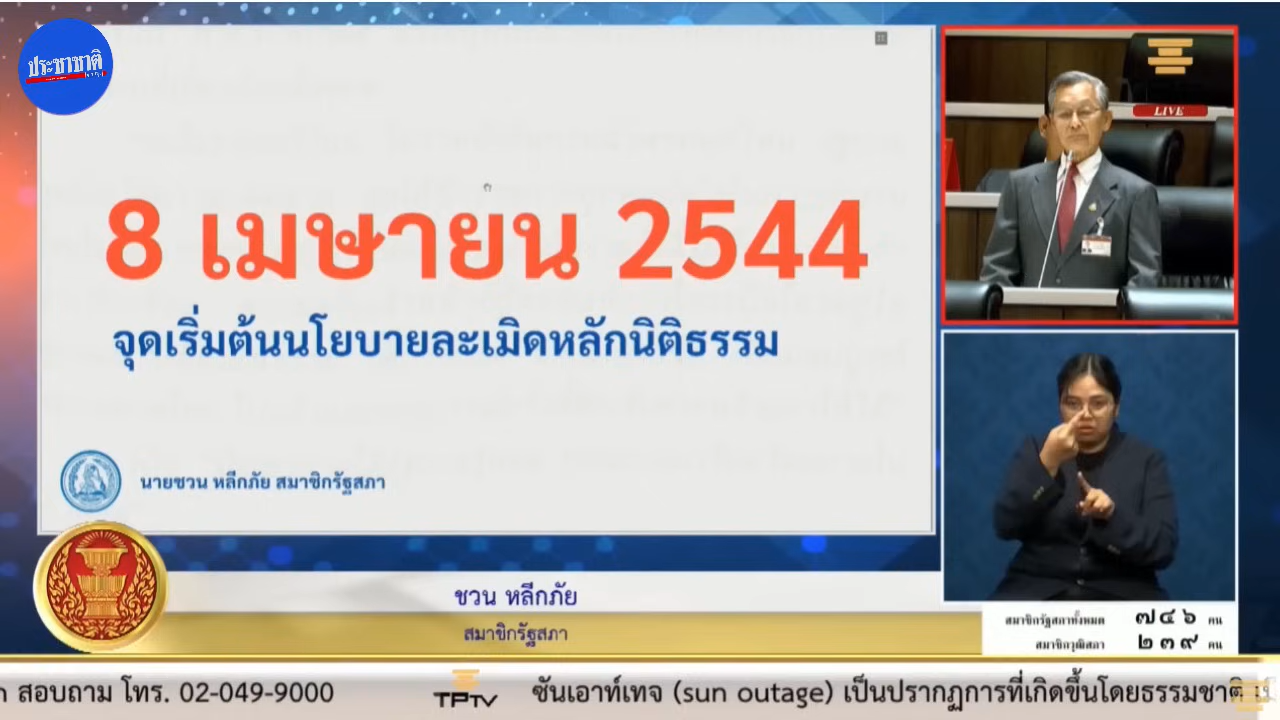 ประชาชาติ
8 เมษายน 2544
จุดเริ่มต้นนโยบายละเมิดหลักนิติธรรม
นายชวน หลีกภัย สมาชิกรัฐสภา
LIVE
ชวน หลีกภัย
สมาชิกรัฐสภา
สมาชิกรัฐสภาทั้งหมด ๗๔๖ คน
สมาชิกวุฒิสภา ๒๓๙ คน
สอบถาม โทร. 02-049-9000 TPTV ซันเอาท์เทจ (sun outage) เป็นปรากฏการที่เกิดขึ้นโดยธรรมชาติ